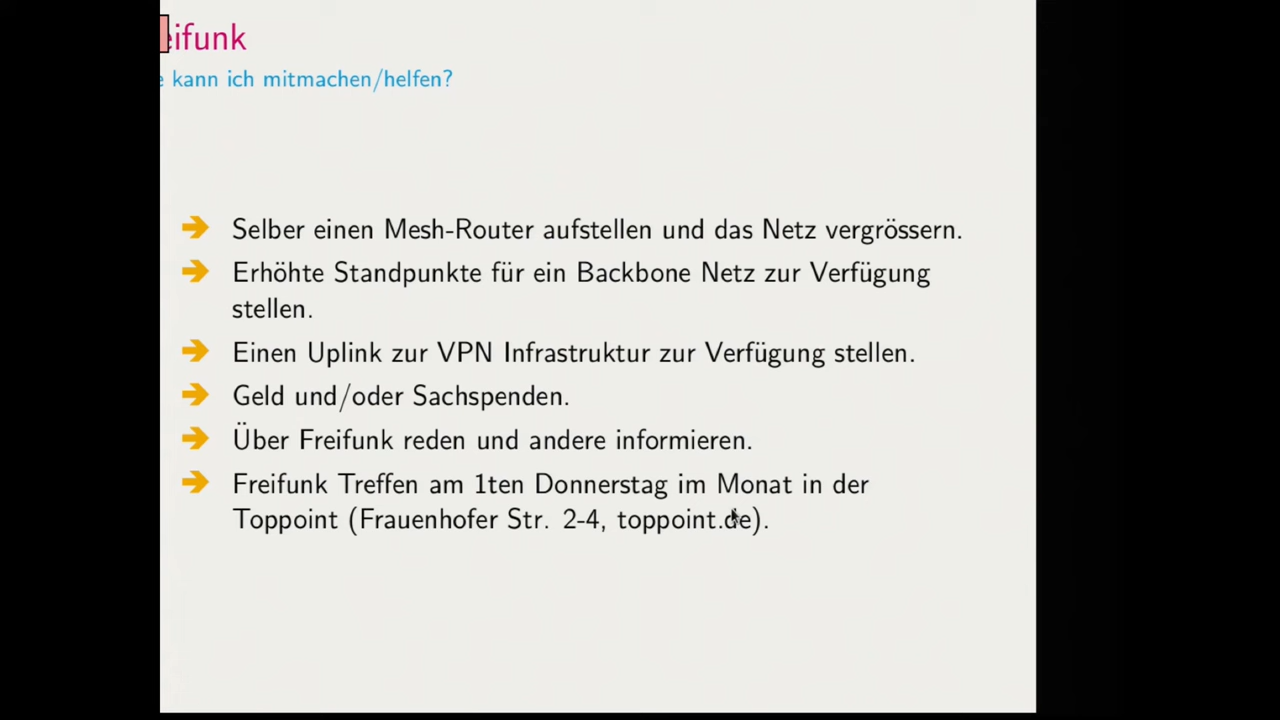 eifunk
e kann ich mitmachen/helfen?
➔ Selber einen Mesh-Router aufstellen und das Netz vergrössern.
➔ Erhöhte Standpunkte für ein Backbone Netz zur Verfügung
stellen.
➔ Einen Uplink zur VPN Infrastruktur zur Verfügung stellen.
➔ Geld und/oder Sachspenden.
➔ Über Freifunk reden und andere informieren.
➔ Freifunk Treffen am 1ten Donnerstag im Monat in der
Toppoint (Frauenhofer Str. 2-4, toppoint.de).